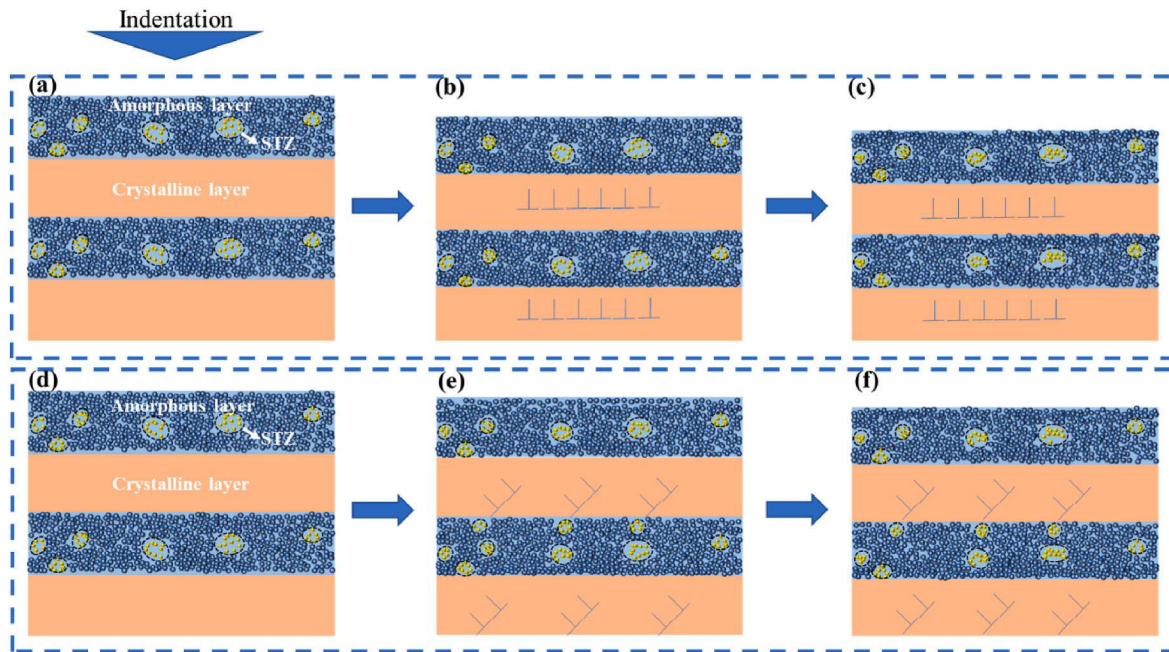 Indentation
(a)
(b)
(c)
Amorphous layer
STZ
Crystalline layer
(d)
(e)
(f)
Amorphous layer
STZ
Crystalline layer